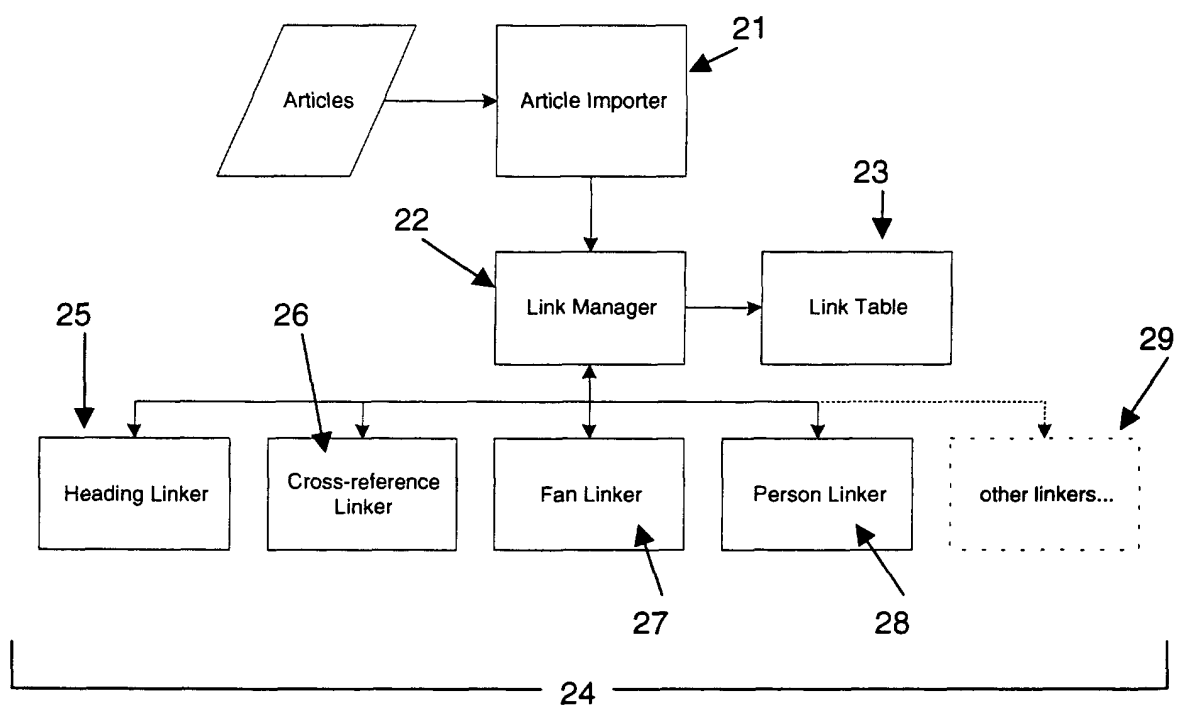 21
Articles
Article Importer
23
22
Link Manager
Link Table
25
26
29
Heading Linker
Cross-reference
Linker
Fan Linker
Person Linker
other linkers...
27
28
24